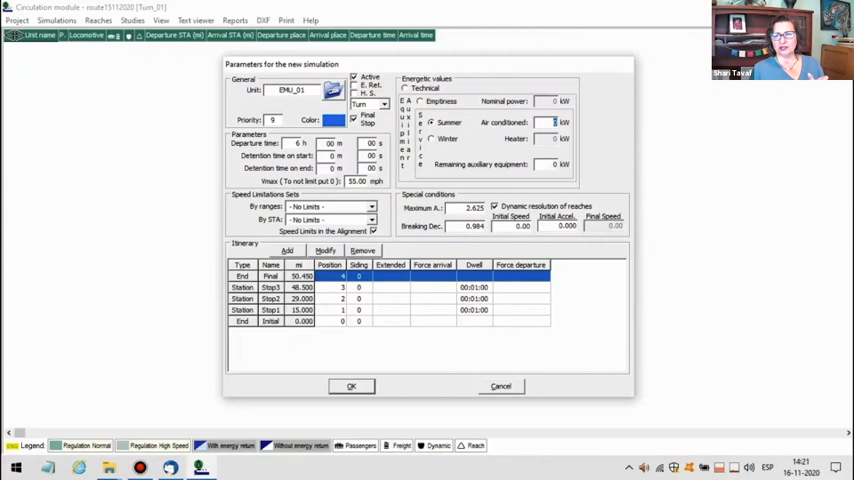 Circulation module - route15112020 [Turn_01]
Project Simulations Reaches Studies View Text viewer Reports DXF Print Help
Unit name P. Locomotive Departure STA (mi) Arrival STA (mi) Departure place Arrival place Departure time Arrival time
Shari Tavaf
Parameters for the new simulation
General
Unit: EMU_01
Active
E. Ret.
H. S.
Turn
Priority: 9 Color: Final Stop
Parameters
Departure time: 6 h 00 m 00 s
Detention time on start: 0 m 00 s
Detention time on end: 0 m 00 s
Vmax (To not limit put 0): 55.00 mph
Energetic values
Technical
Auxiliar equipment
Service
Emptiness Nominal power: 0 kW
Summer Air conditioned: 0 kW
Winter Heater: 0 kW
Remaining auxiliary equipment: 0 kW
Speed Limitations Sets
By ranges: - No Limits -
By STA: - No Limits -
Speed Limits in the Alignment
Special conditions
Maximum A.: 2.625 Dynamic resolution of reaches
Initial Speed Initial Accel. Final Speed
Breaking Dec. 0.984 0.00 0.000 0.00
Itinerary
Add Modify Remove
Type Name mi Position Siding Extended Force arrival Dwell Force departure
End Final 50.450 4 0
Station Stop3 48.500 3 0 00:01:00
Station Stop2 29.000 2 0 00:01:00
Station Stop1 15.000 1 0 00:01:00
End Initial 0.000 0 0
OK Cancel
Legend: Regulation Normal Regulation High Speed With energy return Without energy return Passengers Freight Dynamic Reach
ESP
14:21
16-11-2020